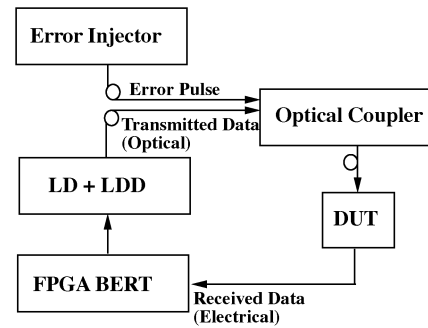 Error Injector
Error Pulse
Optical Coupler
Transmitted Data
(Optical)
LD + LDD
DUT
FPGA BERT
Received Data
(Electrical)